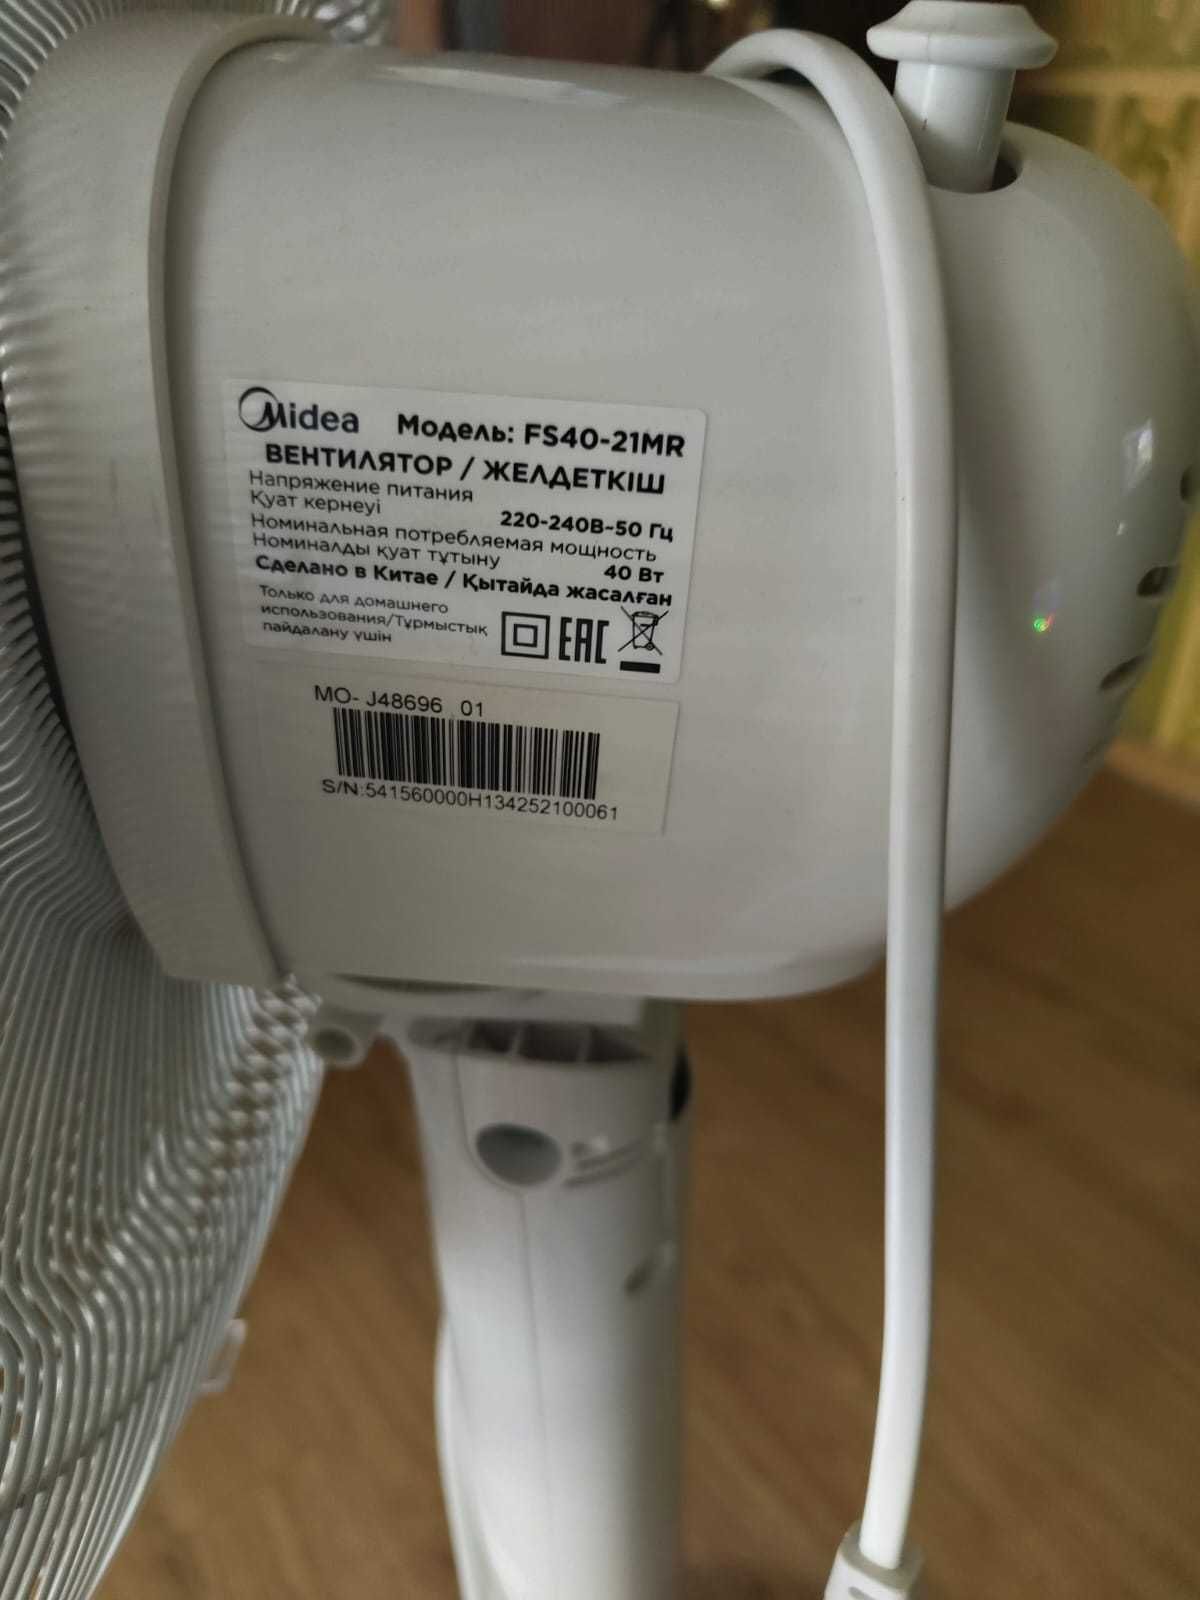 Midea Модель: FS40-21MR
ВЕНТИЛЯТОР / ЖЕЛДЕТКІШ
Напряжение питания
Қуат кернеуі
220-240В~50 Гц
Номинальная потребляемая мощность
Номиналды қуат тұтыну
40 Вт
Сделано в Китае / Қытайда жасалған
Только для домашнего
использования/Тұрмыстық
пайдалану үшін
EAC
MO- J48696 01
S/N:541560000H134252100061